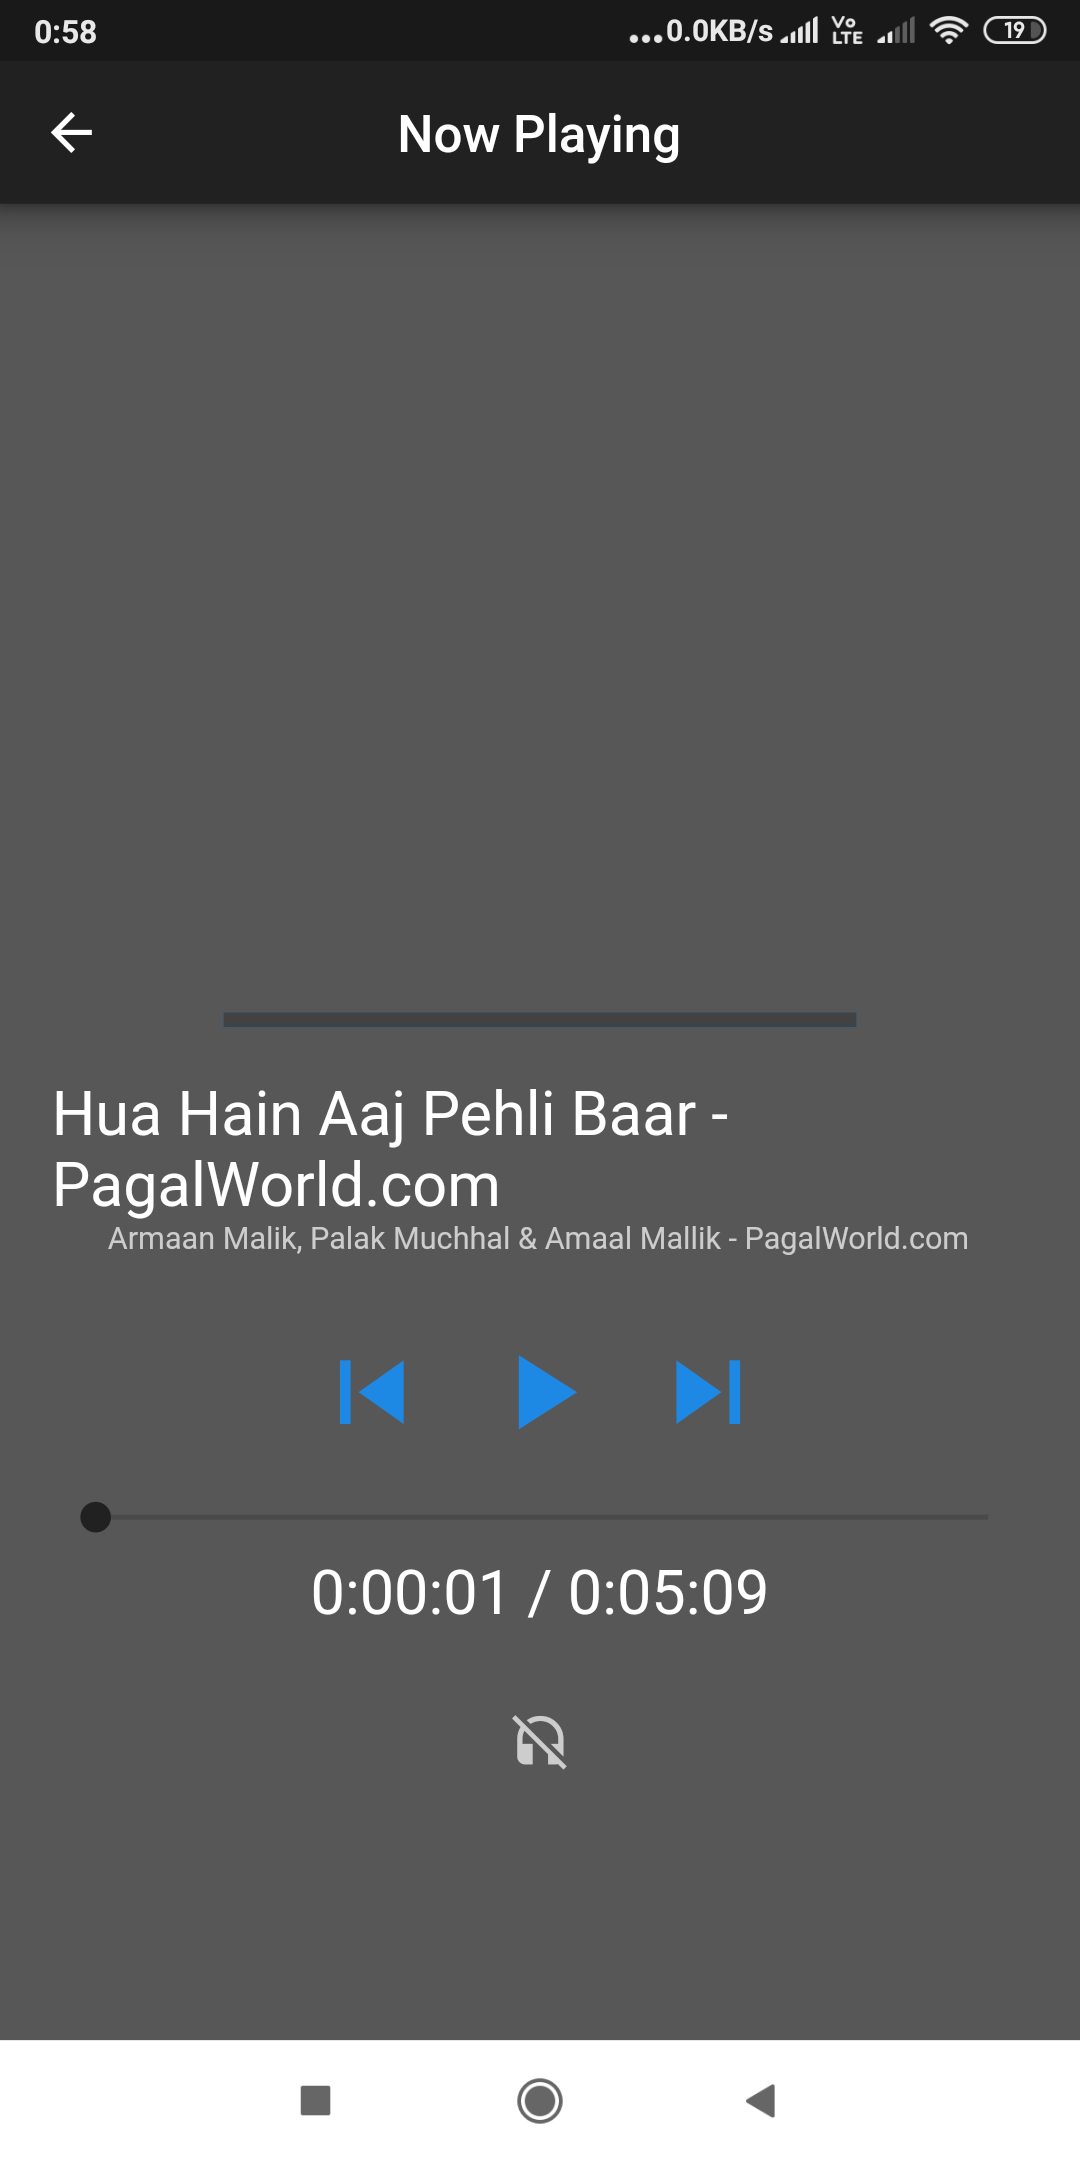 0:58
...0.0KB/s Vo LTE 19
Now Playing
Hua Hain Aaj Pehli Baar -
PagalWorld.com
Armaan Malik, Palak Muchhal & Amaal Mallik - PagalWorld.com
0:00:01 / 0:05:09